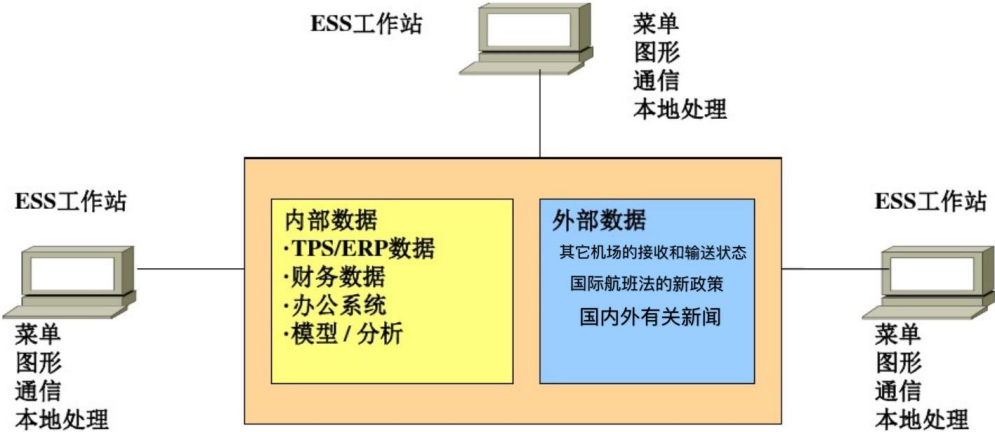 ESS工作站
菜单
图形
通信
本地处理
ESS工作站
菜单
图形
通信
本地处理
内部数据
·TPS/ERP数据
·财务数据
·办公系统
·模型 / 分析
外部数据
其它机场的接收和输送状态
国际航班法的新政策
国内外有关新闻
ESS工作站
菜单
图形
通信
本地处理